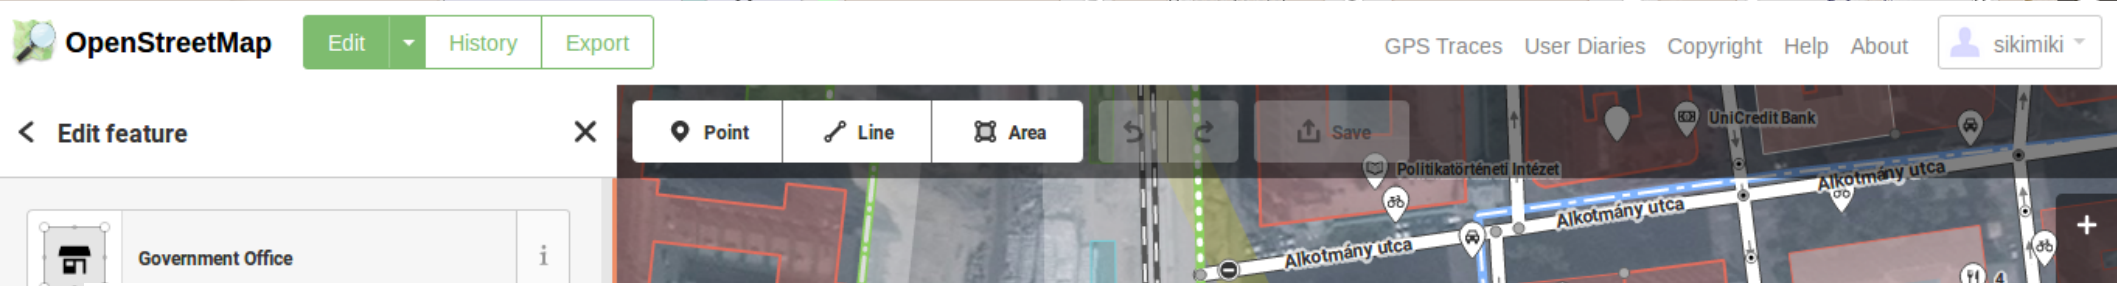 OpenStreetMap
Edit
History
Export
GPS Traces
User Diaries
Copyright
Help
About
sikimiki
Edit feature
Point
Line
Area
Save
Government Office
i
UniCredit Bank
Politikatörténeti Intézet
Alkotmány utca
Alkotmány utca
Alkotmány utca
4
+